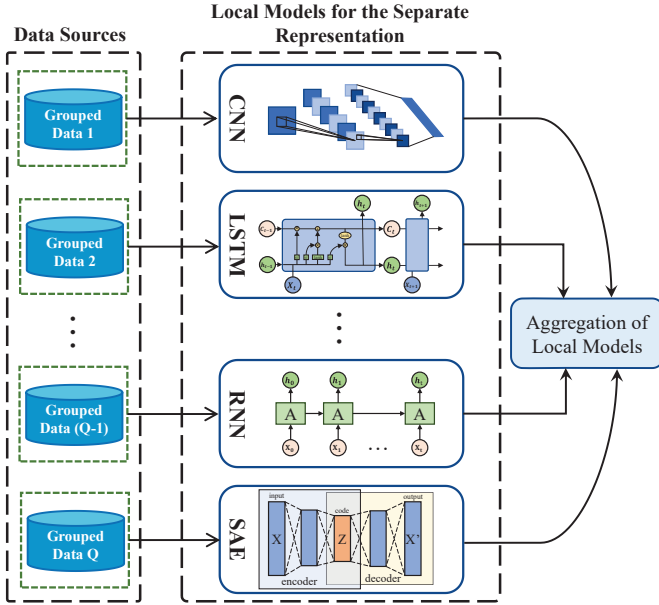 Data Sources
Local Models for the Separate
Representation
Grouped
Data 1
CNN
Grouped
Data 2
LSTM
h_t
h_{t+1}
C_{t-1}
C_t
h_{t-1}
h_t
X_t
X_{t+1}
Aggregation of
Local Models
Grouped
Data (Q-1)
RNN
h_0
h_1
h_t
A
A
A
x_0
x_1
...
x_t
Grouped
Data Q
SAE
input
code
output
X
Z
X'
encoder
decoder